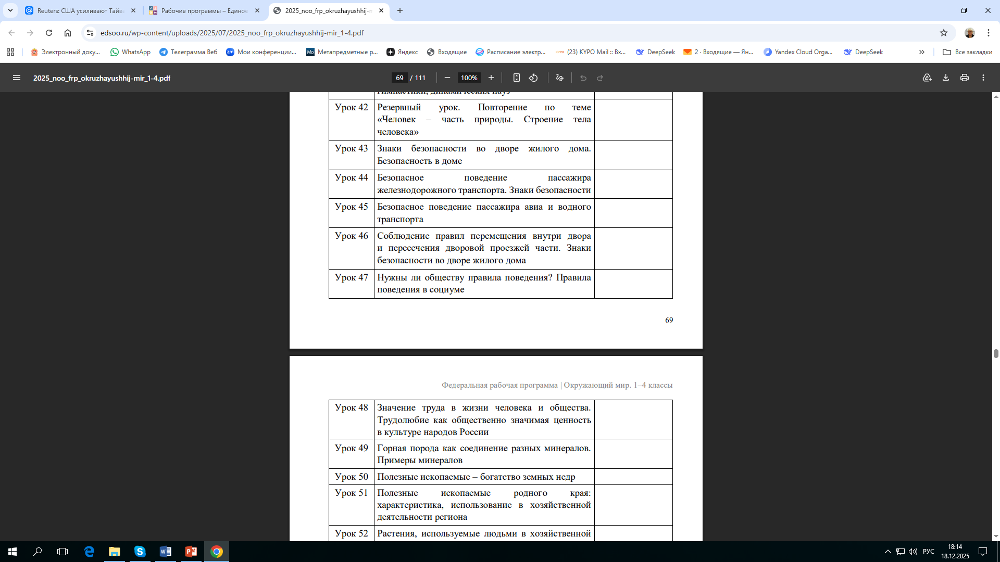 Reuters: США усиливают Тайва
Рабочие программы – Единое
2025_noo_frp_okruzhayushhij-m
edsoo.ru/wp-content/uploads/2025/07/2025_noo_frp_okruzhayushhij-mir_1-4.pdf
Электронный доку...
WhatsApp
Телеграмма Веб
Мои конференции...
Метапредметные р...
Яндекс
Входящие
Расписание электр...
(23) КУРО Mail :: Вх...
DeepSeek
2 · Входящие — Ян...
Yandex Cloud Orga...
DeepSeek
Все закладки
2025_noo_frp_okruzhayushhij-mir_1-4.pdf
69 / 111
100%
гимнастики, динамических пауз
Урок 42
Резервный урок. Повторение по теме
«Человек – часть природы. Строение тела
человека»
Урок 43
Знаки безопасности во дворе жилого дома.
Безопасность в доме
Урок 44
Безопасное поведение пассажира
железнодорожного транспорта. Знаки безопасности
Урок 45
Безопасное поведение пассажира авиа и водного
транспорта
Урок 46
Соблюдение правил перемещения внутри двора
и пересечения дворовой проезжей части. Знаки
безопасности во дворе жилого дома
Урок 47
Нужны ли обществу правила поведения? Правила
поведения в социуме
69
Федеральная рабочая программа | Окружающий мир. 1–4 классы
Урок 48
Значение труда в жизни человека и общества.
Трудолюбие как общественно значимая ценность
в культуре народов России
Урок 49
Горная порода как соединение разных минералов.
Примеры минералов
Урок 50
Полезные ископаемые – богатство земных недр
Урок 51
Полезные ископаемые родного края:
характеристика, использование в хозяйственной
деятельности региона
Урок 52
Растения, используемые людьми в хозяйственной
РУС
18:14
18.12.2025